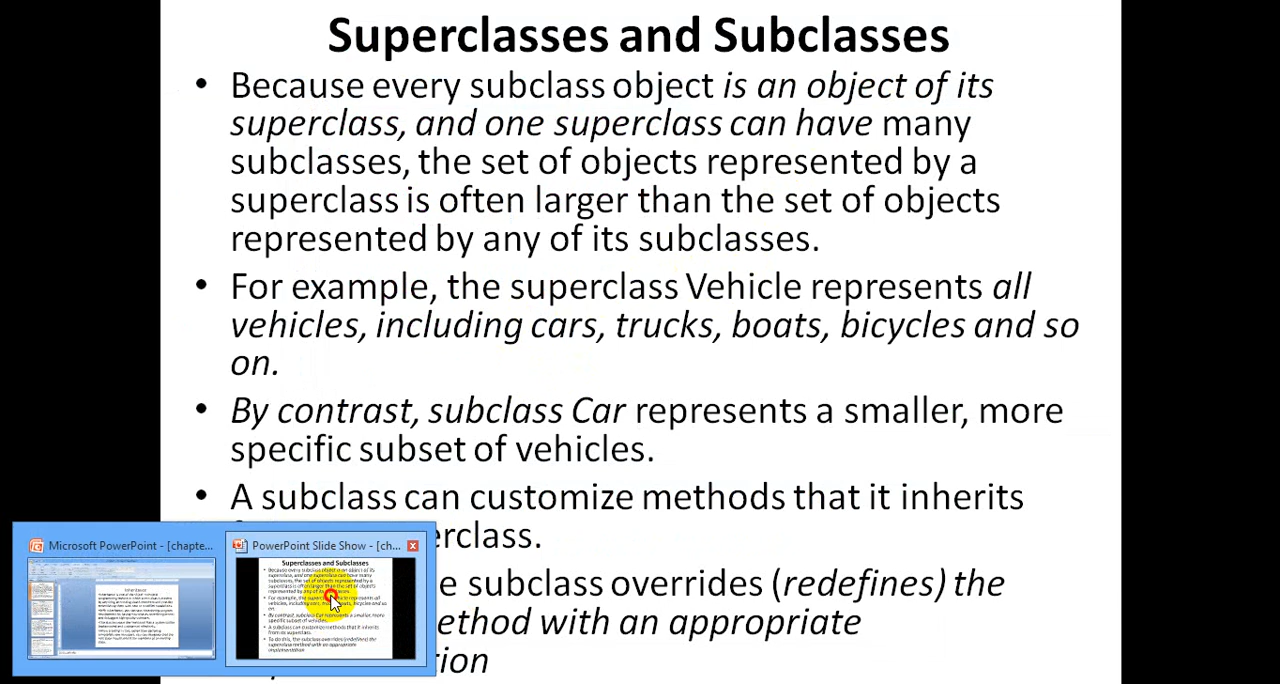 Superclasses and Subclasses
• Because every subclass object is an object of its
superclass, and one superclass can have many
subclasses, the set of objects represented by a
superclass is often larger than the set of objects
represented by any of its subclasses.
• For example, the superclass Vehicle represents all
vehicles, including cars, trucks, boats, bicycles and so
on.
• By contrast, subclass Car represents a smaller, more
specific subset of vehicles.
• A subclass can customize methods that it inherits
erclass.
e subclass overrides (redefines) the
ethod with an appropriate
ion
Microsoft PowerPoint - [chapte...
PowerPoint Slide Show - [ch...
Inheritance
Superclasses and Subclasses